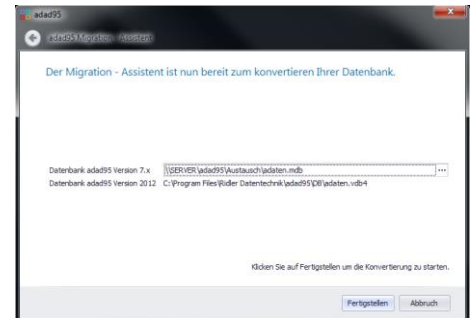 adad95
adad95 Migration - Assistent
Der Migration - Assistent ist nun bereit zum konvertieren Ihrer Datenbank.
Datenbank adad95 Version 7.x \\SERVER\adad95\Austausch\adaten.mdb ...
Datenbank adad95 Version 2012 C:\Program Files\Ridler Datentechnik\adad95\DB\adaten.vdb4
Klicken Sie auf Fertigstellen um die Konvertierung zu starten.
Fertigstellen Abbruch